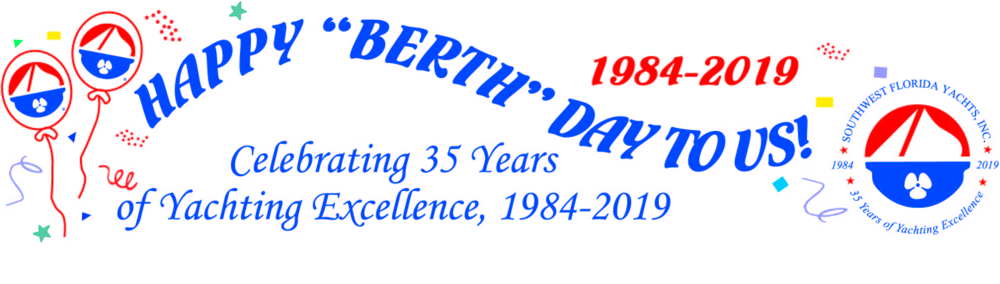 HAPPY “BERTH” DAY TO US!
1984-2019
Celebrating 35 Years
of Yachting Excellence, 1984-2019
SOUTHWEST FLORIDA YACHTS, INC.
1984 2019
35 Years of Yachting Excellence
®
®